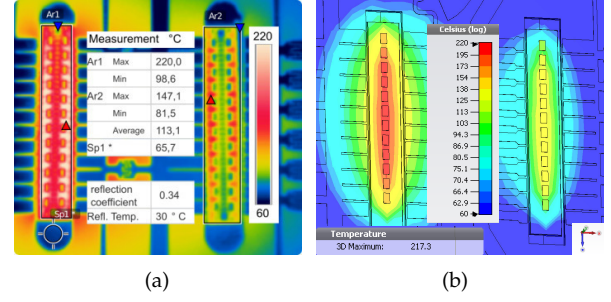 Ar1
Ar2
Measurement °C
Ar1 Max 220,0
Min 98,6
Ar2 Max 147,1
Min 81,5
Average 113,1
Sp1 * 65,7
reflection coefficient 0.34
Refl. Temp. 30 ° C
220
60
Sp1
(a)
Celsius (log)
220
195
173
153
138
123
115
103
94.3
86.9
80.5
75.1
70.4
66.4
62.9
60
Temperature
3D Maximum: 217.3
(b)